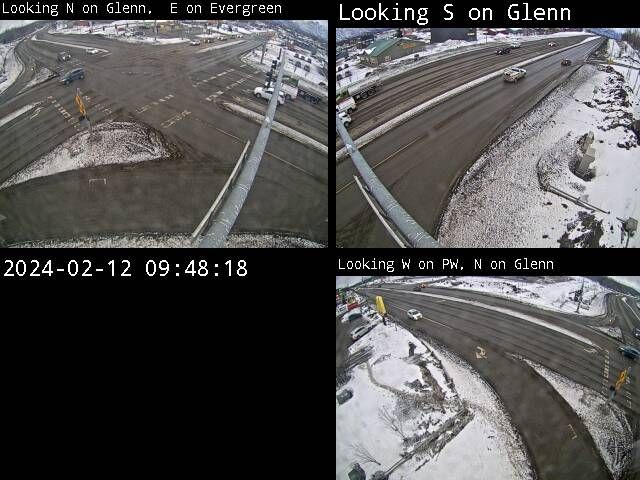 Looking N on Glenn,  E on Evergreen
Looking S on Glenn
2024-02-12 09:48:18
Looking W on PW, N on Glenn